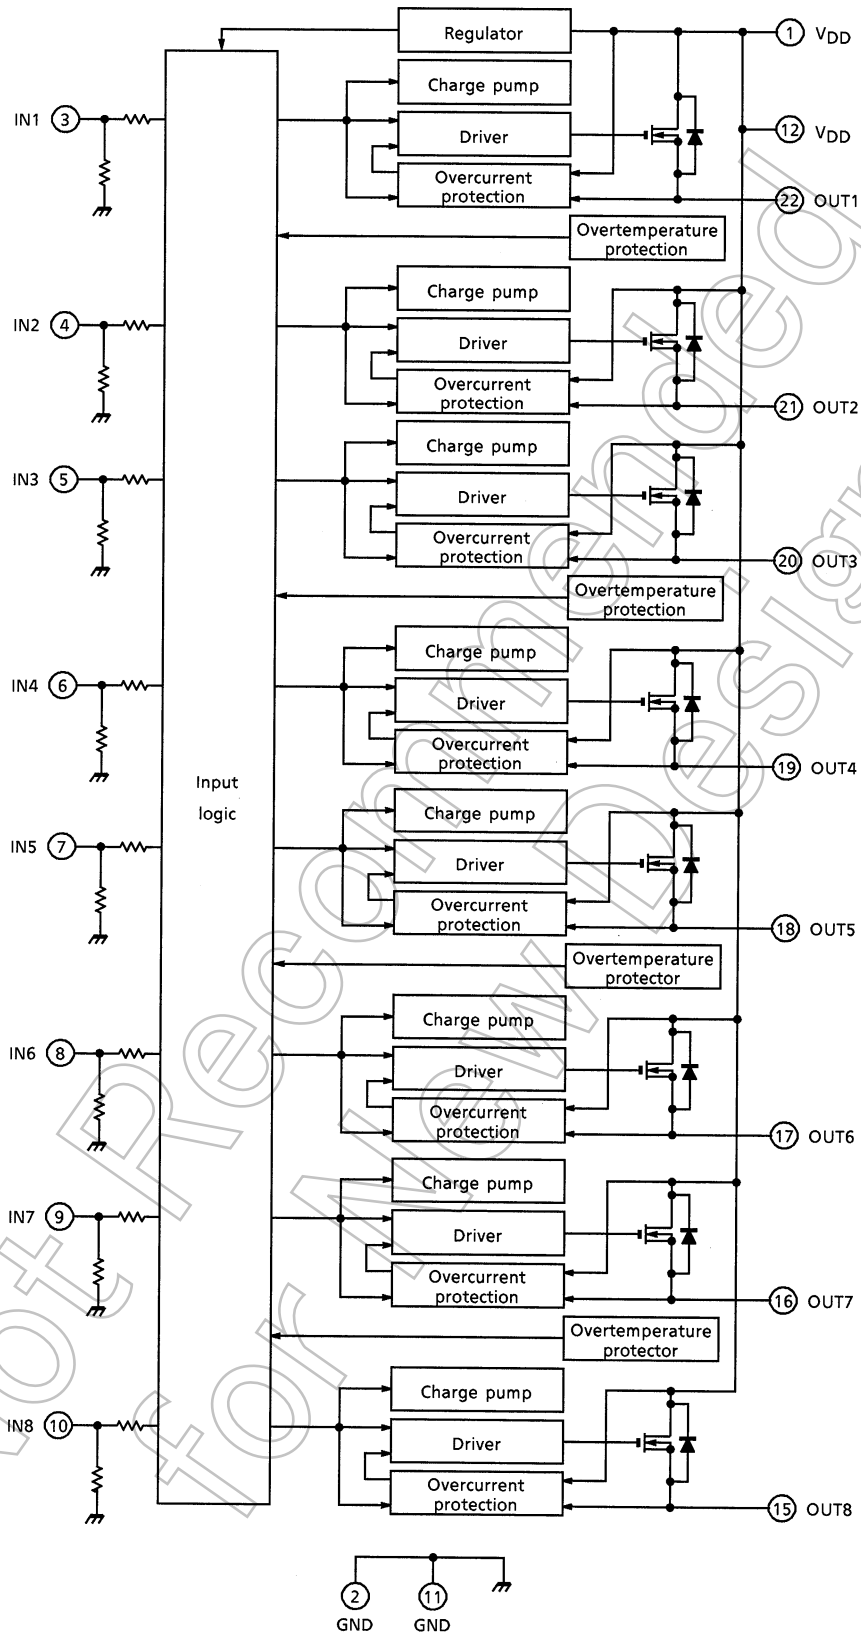 Regulator
1 VDD
Charge pump
IN1 3
Driver
12 VDD
Overcurrent
protection
22 OUT1
Overtemperature
protection
Charge pump
IN2 4
Driver
Overcurrent
protection
21 OUT2
Charge pump
IN3 5
Driver
Overcurrent
protection
20 OUT3
Overtemperature
protection
Charge pump
IN4 6
Driver
Overcurrent
protection
19 OUT4
Input
logic
Charge pump
IN5 7
Driver
Overcurrent
protection
18 OUT5
Overtemperature
protector
Charge pump
IN6 8
Driver
Overcurrent
protection
17 OUT6
Charge pump
IN7 9
Driver
Overcurrent
protection
16 OUT7
Overtemperature
protector
Charge pump
IN8 10
Driver
Overcurrent
protection
15 OUT8
2 11
GND GND
Not Recommended
for New Design